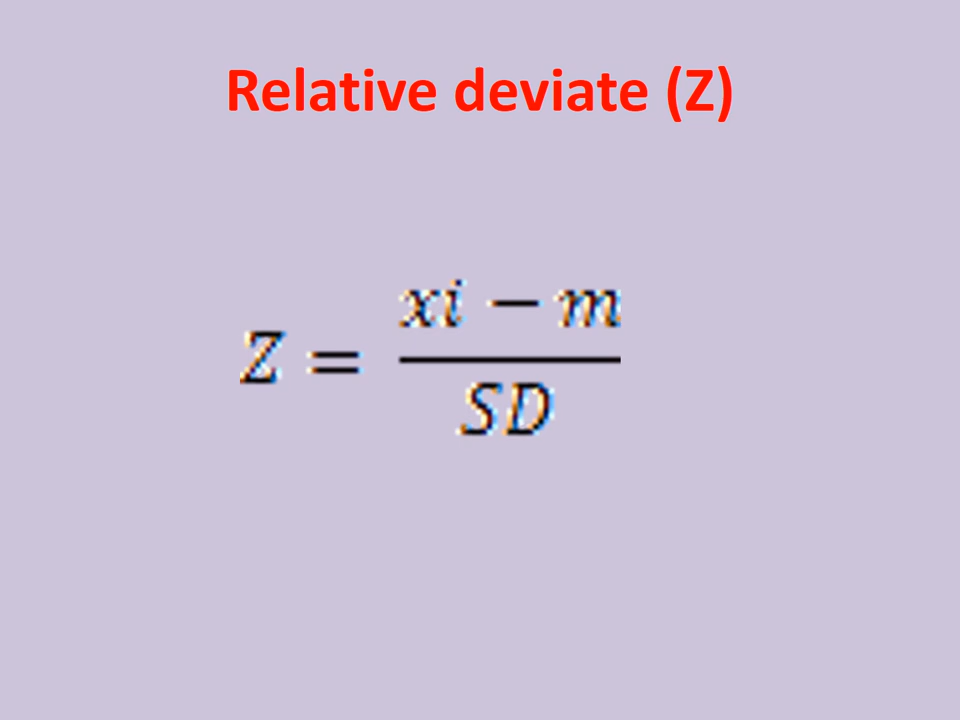 Relative deviate (Z)
Z = xi − m / SD